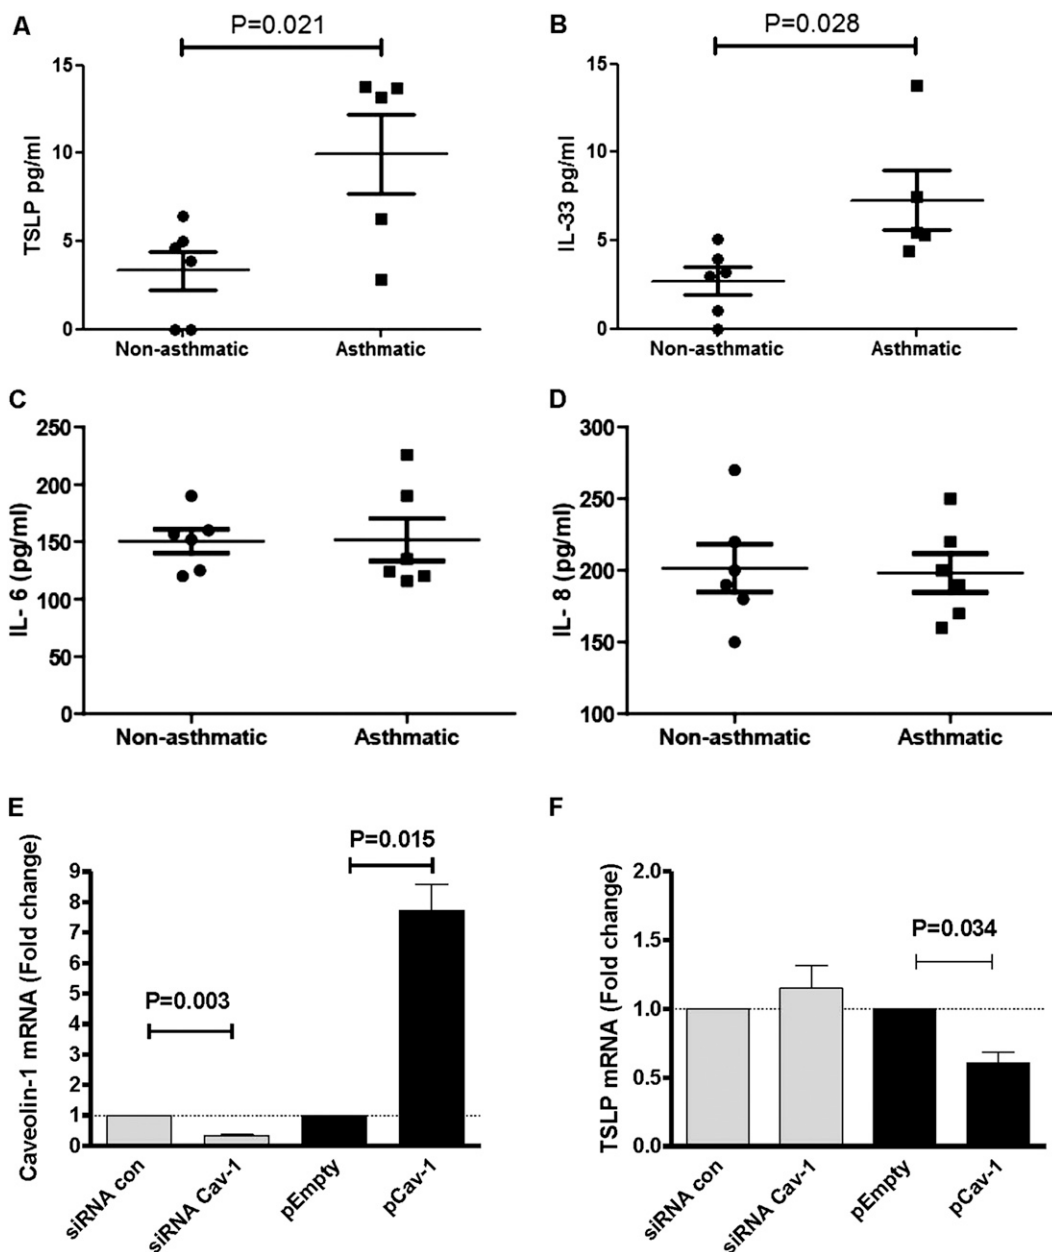 A
P=0.021
TSLP pg/ml
15
10
5
0
Non-asthmatic
Asthmatic
B
P=0.028
IL-33 pg/ml
15
10
5
0
Non-asthmatic
Asthmatic
C
IL- 6 (pg/ml)
250
200
150
100
50
0
Non-asthmatic
Asthmatic
D
IL- 8 (pg/ml)
300
250
200
150
100
Non-asthmatic
Asthmatic
E
Caveolin-1 mRNA (Fold change)
P=0.015
P=0.003
9
8
7
6
5
4
3
2
1
0
siRNA con
siRNA Cav-1
pEmpty
pCav-1
F
TSLP mRNA (Fold change)
P=0.034
2.0
1.5
1.0
0.5
0.0
siRNA con
siRNA Cav-1
pEmpty
pCav-1